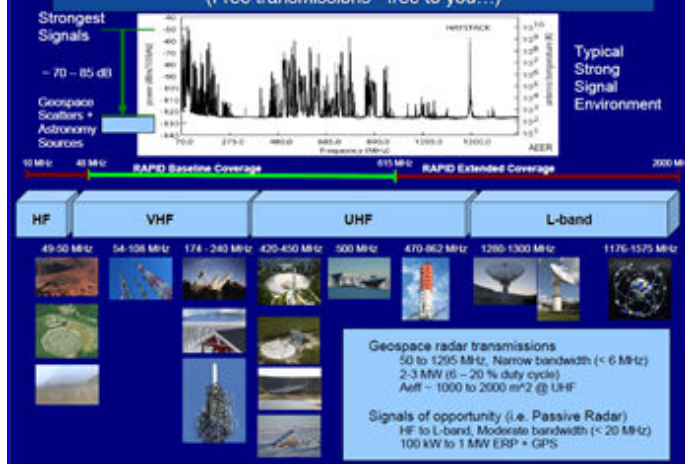 (Free transmissions - free to you…)
Strongest
Signals
~ 70 – 85 dB
Geospace
Scatters +
Astronomy
Sources
HAYSTACK
Frequency (MHz)
AEER
Typical
Strong
Signal
Environment
10 MHz
40 MHz
RAPID Baseline Coverage
615 MHz
RAPID Extended Coverage
2000 MHz
HF
VHF
UHF
L-band
49-50 MHz
54-108 MHz
174 - 240 MHz
420-450 MHz
500 MHz
470-862 MHz
1280-1300 MHz
1176-1575 MHz
Geospace radar transmissions
50 to 1295 MHz, Narrow bandwidth (< 6 MHz)
2-3 MW (6 – 20 % duty cycle)
Aeff ~ 1000 to 2000 m^2 @ UHF
Signals of opportunity (i.e. Passive Radar)
HF to L-band, Moderate bandwidth (< 20 MHz)
100 kW to 1 MW ERP + GPS